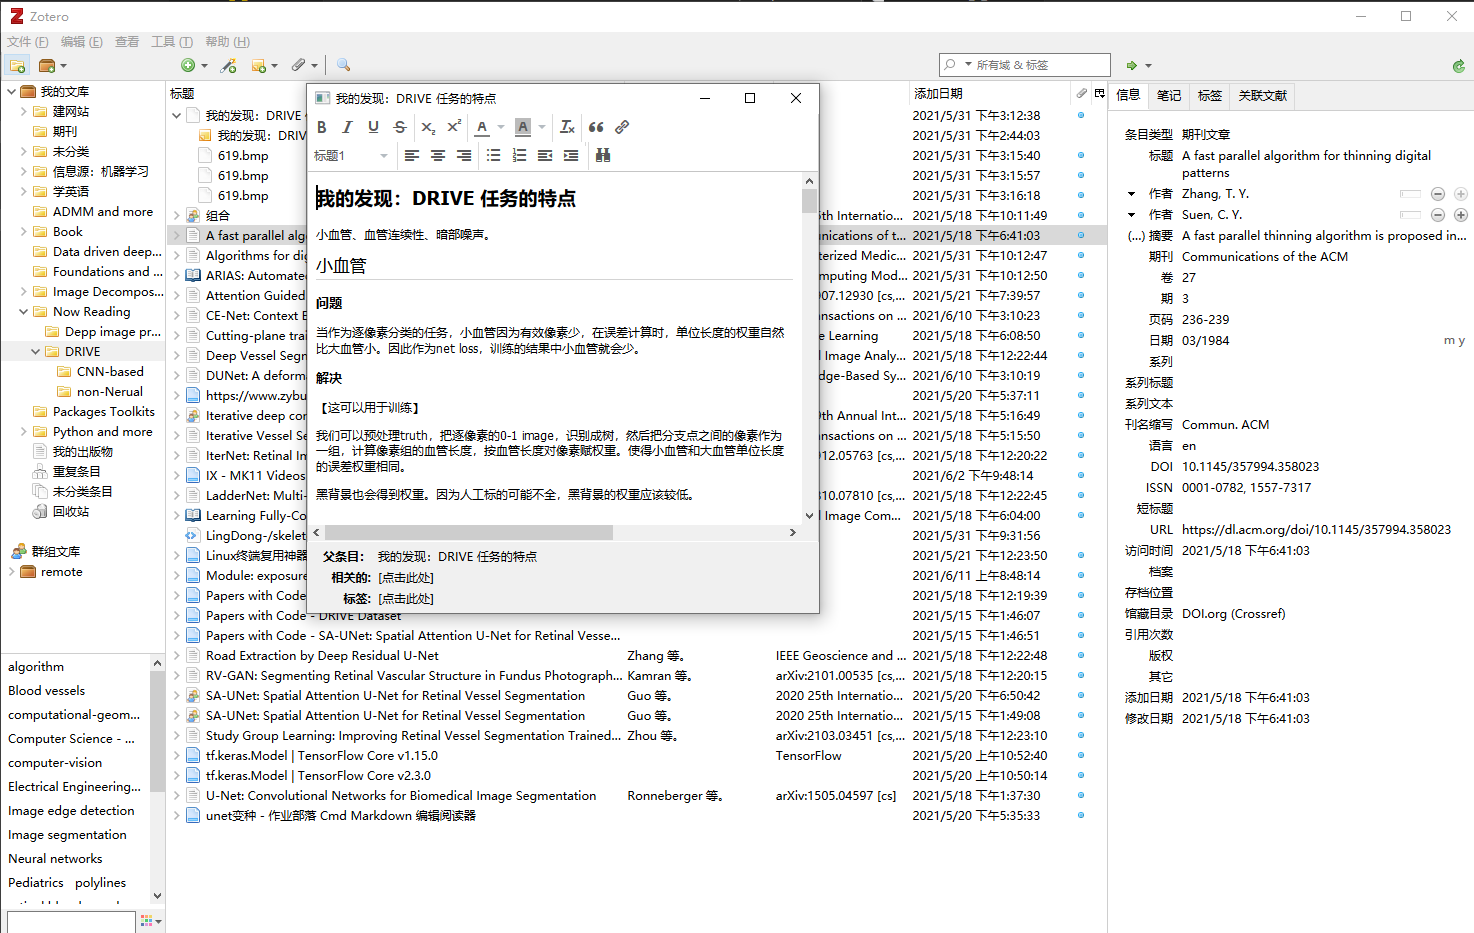 Zotero
文件 (F) 编辑 (E) 查看 工具 (T) 帮助 (H)
所有域 & 标签
我的文库
建网站
期刊
未分类
信息源：机器学习
学英语
ADMM and more
Book
Data driven deep...
Foundations and ...
Image Decompos...
Now Reading
Depp image pr...
DRIVE
CNN-based
non-Nerual
Packages Toolkits
Python and more
我的出版物
重复条目
未分类条目
回收站
群组文库
remote
algorithm
Blood vessels
computational-geom...
Computer Science - ...
computer-vision
Electrical Engineering...
Image edge detection
Image segmentation
Neural networks
Pediatrics polylines
标题 添加日期
我的发现：DRIVE 2021/5/31 下午3:12:38
我的发现：DRIV 2021/5/31 下午2:44:03
619.bmp 2021/5/31 下午3:15:40
619.bmp 2021/5/31 下午3:15:57
619.bmp 2021/5/31 下午3:16:18
组合 5th Internatio... 2021/5/18 下午10:11:49
A fast parallel alg unications of t... 2021/5/18 下午6:41:03
Algorithms for di terized Medic... 2021/5/31 下午10:12:47
ARIAS: Automate omputing Mod... 2021/5/31 下午10:12:50
Attention Guided 07.12930 [cs,... 2021/5/21 下午7:39:57
CE-Net: Context E nsactions on ... 2021/6/10 下午3:10:23
Cutting-plane trai e Learning 2021/5/18 下午6:08:50
Deep Vessel Segn l Image Analy... 2021/5/18 下午12:22:44
DUNet: A deform dge-Based Sy... 2021/6/10 下午3:10:19
https://www.zybu 2021/5/20 下午5:37:11
Iterative deep cor 9th Annual Int... 2021/5/18 下午5:16:49
Iterative Vessel Se nsactions on ... 2021/5/18 下午5:15:50
IterNet: Retinal In 12.05763 [cs,... 2021/5/18 下午12:20:22
IX - MK11 Videos 2021/6/2 下午9:48:14
LadderNet: Multi- 10.07810 [cs,... 2021/5/18 下午12:22:45
Learning Fully-Co l Image Com... 2021/5/18 下午6:04:00
LingDong-/skelet 2021/5/31 下午9:31:56
Linux终端复用神器 2021/5/21 下午12:23:50
Module: exposure 2021/6/11 上午8:48:14
Papers with Code 2021/5/18 下午12:19:39
Papers with Code - DRIVE Dataset 2021/5/15 下午1:46:07
Papers with Code - SA-UNet: Spatial Attention U-Net for Retinal Vesse... 2021/5/15 下午1:46:51
Road Extraction by Deep Residual U-Net Zhang 等。 IEEE Geoscience and ... 2021/5/18 下午12:22:48
RV-GAN: Segmenting Retinal Vascular Structure in Fundus Photograph... Kamran 等。 arXiv:2101.00535 [cs,... 2021/5/18 下午12:20:15
SA-UNet: Spatial Attention U-Net for Retinal Vessel Segmentation Guo 等。 2020 25th Internatio... 2021/5/20 下午6:50:42
SA-UNet: Spatial Attention U-Net for Retinal Vessel Segmentation Guo 等。 2020 25th Internatio... 2021/5/15 下午1:49:08
Study Group Learning: Improving Retinal Vessel Segmentation Trained... Zhou 等。 arXiv:2103.03451 [cs,... 2021/5/18 下午12:23:10
tf.keras.Model | TensorFlow Core v1.15.0 TensorFlow 2021/5/20 上午10:52:40
tf.keras.Model | TensorFlow Core v2.3.0 2021/5/20 上午10:50:14
U-Net: Convolutional Networks for Biomedical Image Segmentation Ronneberger 等。 arXiv:1505.04597 [cs] 2021/5/18 下午1:37:30
unet变种 - 作业部落 Cmd Markdown 编辑阅读器 2021/5/20 下午5:35:33
我的发现：DRIVE 任务的特点
标题1
我的发现：DRIVE 任务的特点
小血管、血管连续性、暗部噪声。
小血管
问题
当作为逐像素分类的任务，小血管因为有效像素少，在误差计算时，单位长度的权重自然
比大血管小。因此作为net loss，训练的结果中小血管就会少。
解决
【这可以用于训练】
我们可以预处理truth，把逐像素的0-1 image，识别成树，然后把分支点之间的像素作为
一组，计算像素组的血管长度，按血管长度对像素赋权重。使得小血管和大血管单位长度
的误差权重相同。
黑背景也会得到权重。因为人工标的可能不全，黑背景的权重应该较低。
父条目： 我的发现：DRIVE 任务的特点
相关的: [点击此处]
标签: [点击此处]
信息 笔记 标签 关联文献
条目类型 期刊文章
标题 A fast parallel algorithm for thinning digital
patterns
作者 Zhang, T. Y.
作者 Suen, C. Y.
(...) 摘要 A fast parallel thinning algorithm is proposed in...
期刊 Communications of the ACM
卷 27
期 3
页码 236-239
日期 03/1984 m y
系列
系列标题
系列文本
刊名缩写 Commun. ACM
语言 en
DOI 10.1145/357994.358023
ISSN 0001-0782, 1557-7317
短标题
URL https://dl.acm.org/doi/10.1145/357994.358023
访问时间 2021/5/18 下午6:41:03
档案
存档位置
馆藏目录 DOI.org (Crossref)
引用次数
版权
其它
添加日期 2021/5/18 下午6:41:03
修改日期 2021/5/18 下午6:41:03